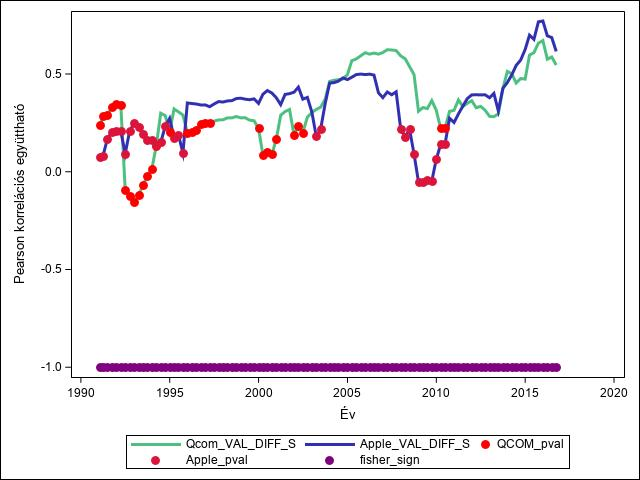 0.5
0.0
-0.5
-1.0
Pearson korrelációs együttható
1990 1995 2000 2005 2010 2015 2020
Év
Qcom_VAL_DIFF_S Apple_VAL_DIFF_S QCOM_pval
Apple_pval fisher_sign